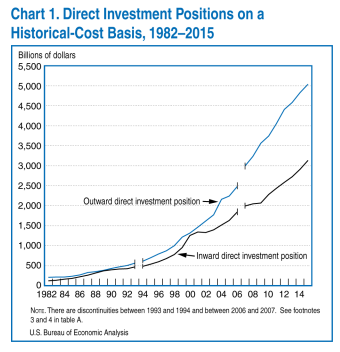 Chart 1. Direct Investment Positions on a
Historical-Cost Basis, 1982–2015
Billions of dollars
5,500
5,000
4,500
4,000
3,500
3,000
2,500
2,000
1,500
1,000
500
0
Outward direct investment position
Inward direct investment position
1982 84 86 88 90 92 94 96 98 00 02 04 06 08 10 12 14
NOTE. There are discontinuities between 1993 and 1994 and between 2006 and 2007. See footnotes
3 and 4 in table A.
U.S. Bureau of Economic Analysis